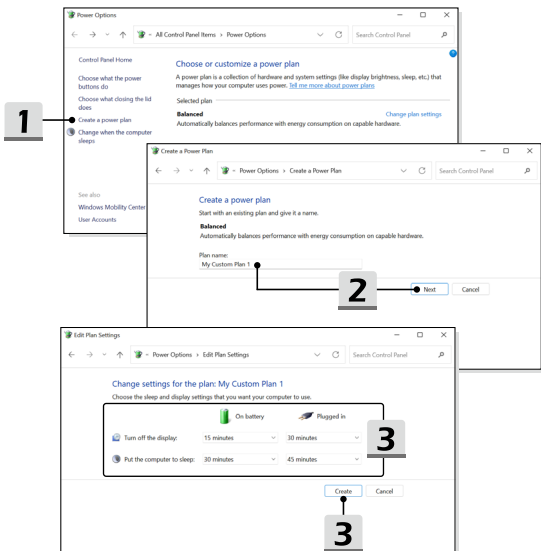 Power Options
All Control Panel Items › Power Options
Search Control Panel
Control Panel Home
Choose what the power
buttons do
Choose what closing the lid
does
Create a power plan
Change when the computer
sleeps
See also
Windows Mobility Center
User Accounts
Choose or customize a power plan
A power plan is a collection of hardware and system settings (like display brightness, sleep, etc.) that
manages how your computer uses power. Tell me more about power plans
Selected plan
Balanced
Change plan settings
Automatically balances performance with energy consumption on capable hardware.
1
Create a Power Plan
Power Options › Create a Power Plan
Search Control Panel
Create a power plan
Start with an existing plan and give it a name.
Balanced
Automatically balances performance with energy consumption on capable hardware.
Plan name:
My Custom Plan 1
2
Next Cancel
Edit Plan Settings
Power Options › Edit Plan Settings
Search Control Panel
Change settings for the plan: My Custom Plan 1
Choose the sleep and display settings that you want your computer to use.
On battery Plugged in
Turn off the display: 15 minutes 30 minutes
Put the computer to sleep: 30 minutes 45 minutes
3
Create Cancel
3